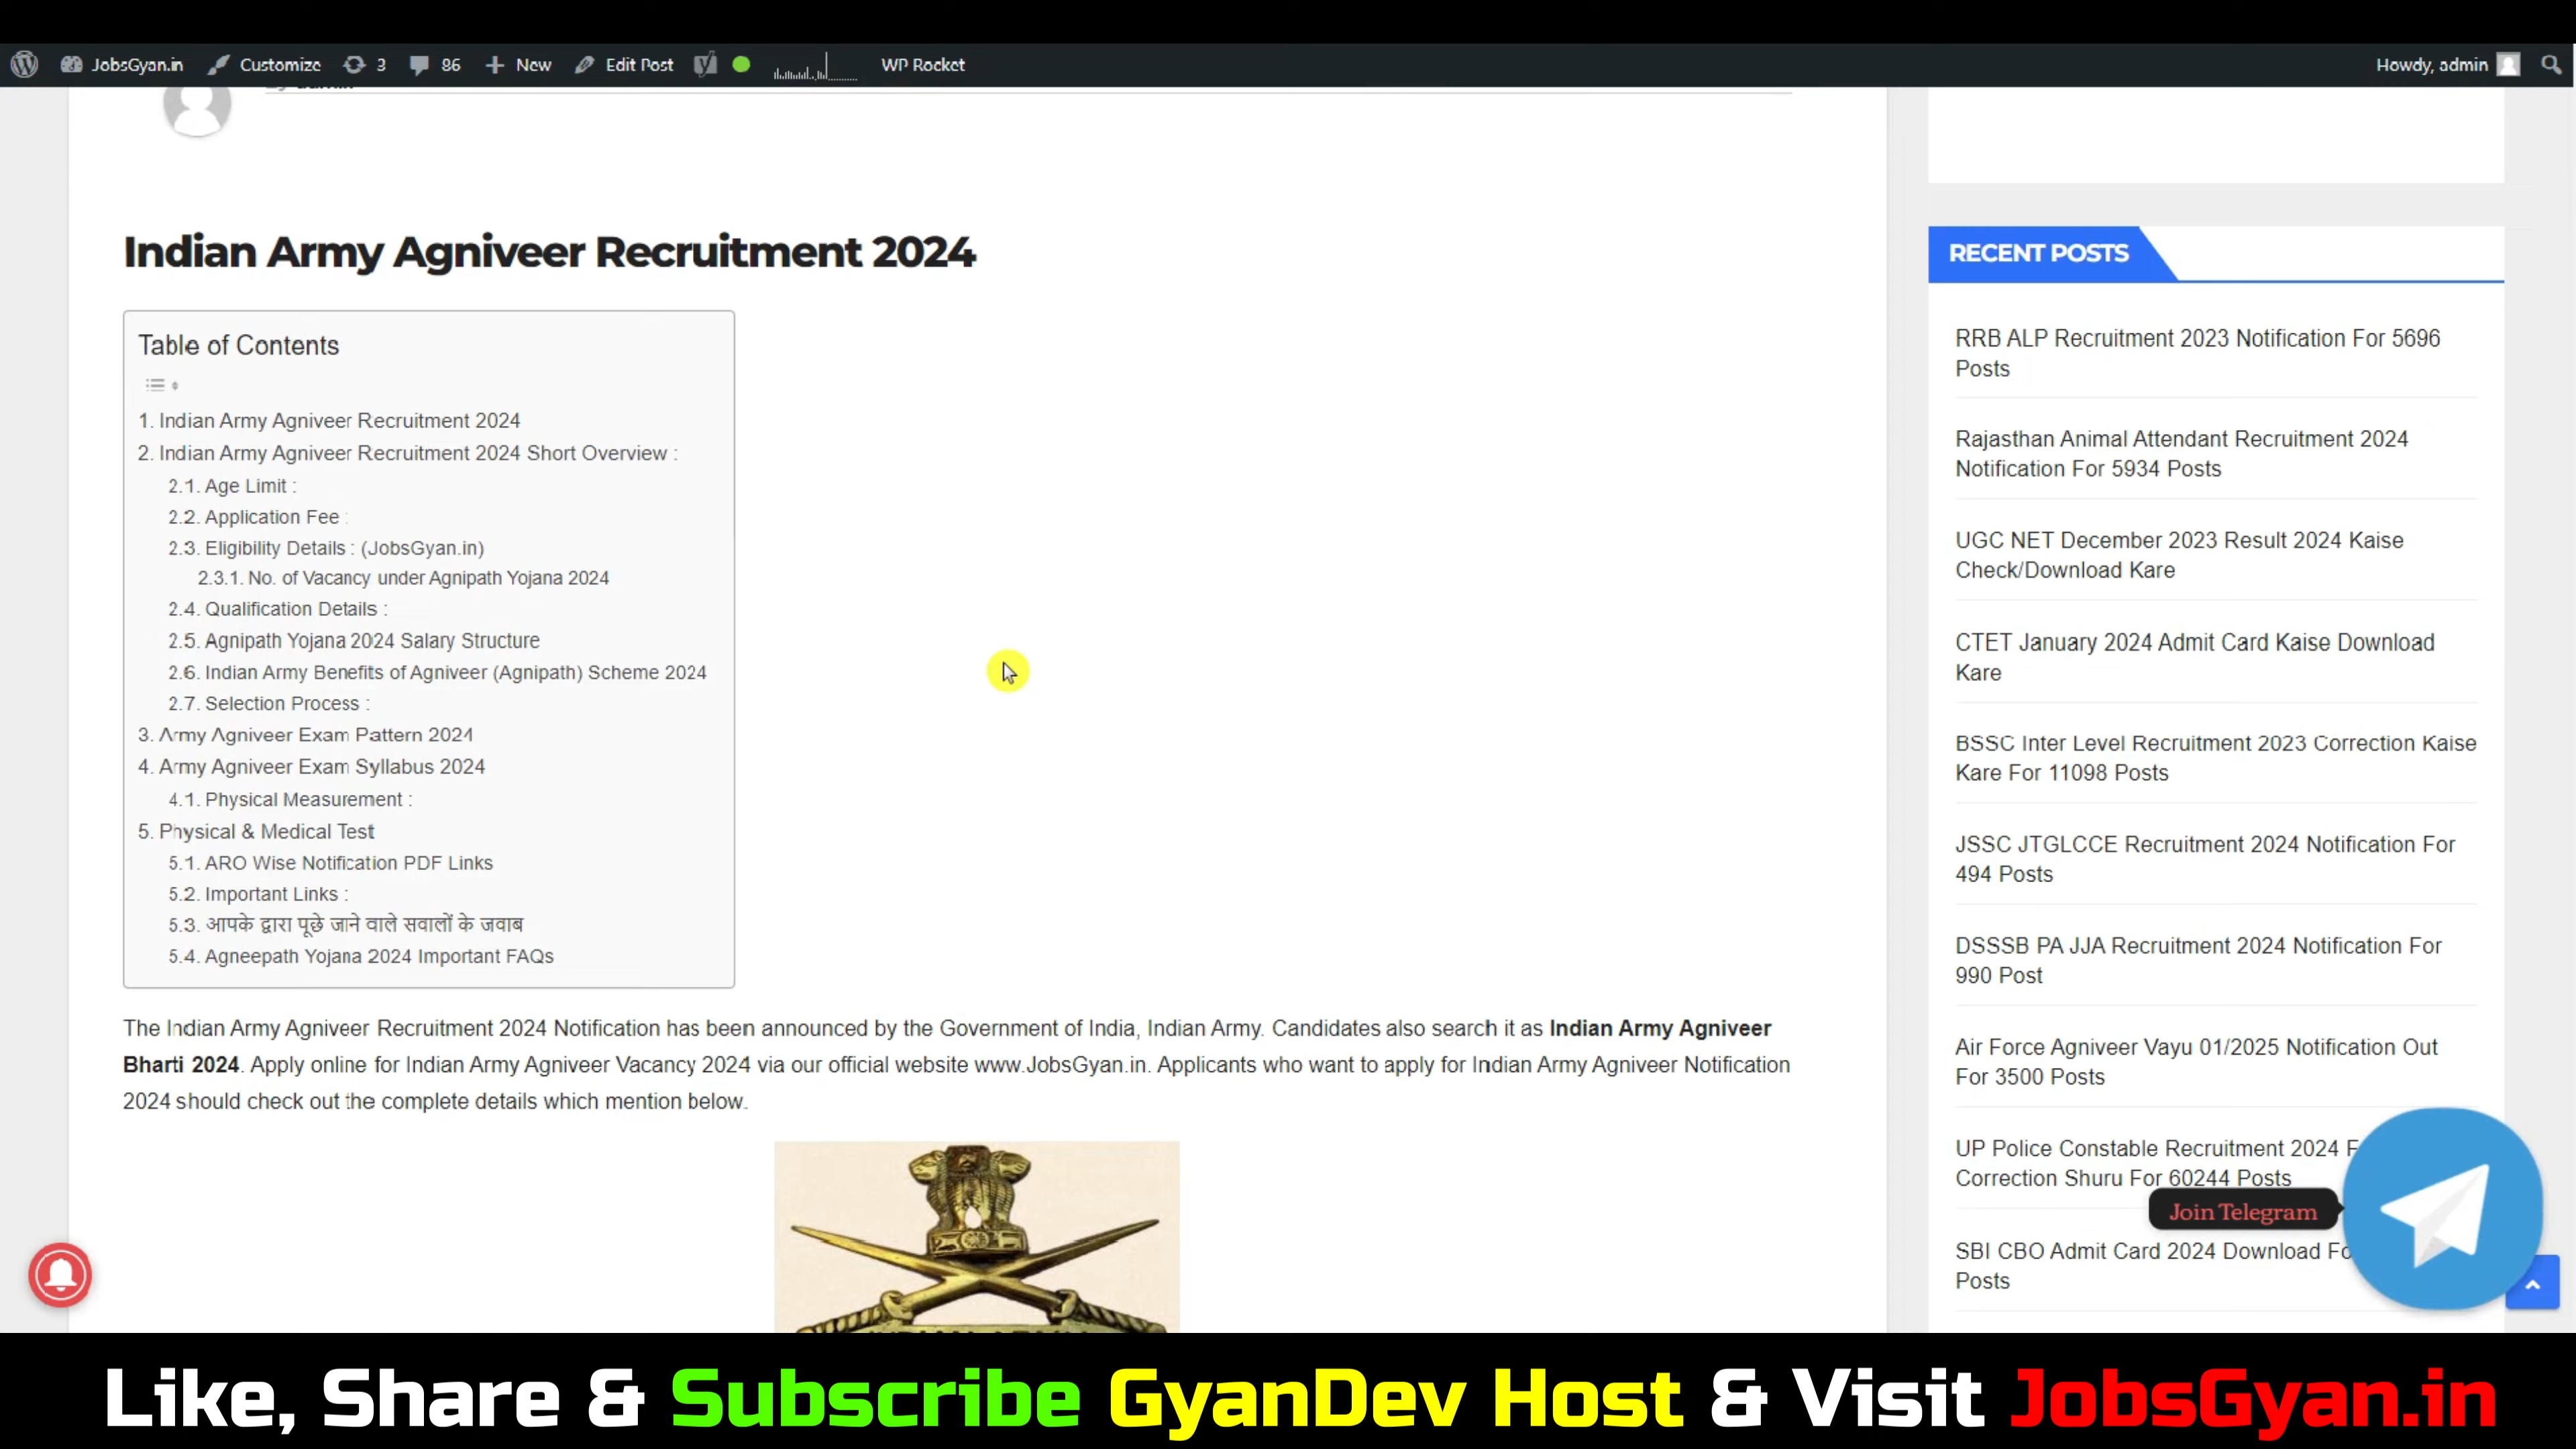 JobsGyan.in Customize 3 86 New Edit Post WP Rocket Howdy, admin
By admin
Indian Army Agniveer Recruitment 2024
Table of Contents
1. Indian Army Agniveer Recruitment 2024
2. Indian Army Agniveer Recruitment 2024 Short Overview :
2.1. Age Limit :
2.2. Application Fee :
2.3. Eligibility Details : (JobsGyan.in)
2.3.1. No. of Vacancy under Agnipath Yojana 2024
2.4. Qualification Details :
2.5. Agnipath Yojana 2024 Salary Structure
2.6. Indian Army Benefits of Agniveer (Agnipath) Scheme 2024
2.7. Selection Process :
3. Army Agniveer Exam Pattern 2024
4. Army Agniveer Exam Syllabus 2024
4.1. Physical Measurement :
5. Physical & Medical Test
5.1. ARO Wise Notification PDF Links
5.2. Important Links :
5.3. आपके द्वारा पूछे जाने वाले सवालों के जवाब
5.4. Agneepath Yojana 2024 Important FAQs
The Indian Army Agniveer Recruitment 2024 Notification has been announced by the Government of India, Indian Army. Candidates also search it as Indian Army Agniveer
Bharti 2024. Apply online for Indian Army Agniveer Vacancy 2024 via our official website www.JobsGyan.in. Applicants who want to apply for Indian Army Agniveer Notification
2024 should check out the complete details which mention below.
RECENT POSTS
RRB ALP Recruitment 2023 Notification For 5696
Posts
Rajasthan Animal Attendant Recruitment 2024
Notification For 5934 Posts
UGC NET December 2023 Result 2024 Kaise
Check/Download Kare
CTET January 2024 Admit Card Kaise Download
Kare
BSSC Inter Level Recruitment 2023 Correction Kaise
Kare For 11098 Posts
JSSC JTGLCCE Recruitment 2024 Notification For
494 Posts
DSSSB PA JJA Recruitment 2024 Notification For
990 Post
Air Force Agniveer Vayu 01/2025 Notification Out
For 3500 Posts
UP Police Constable Recruitment 2024 F
Correction Shuru For 60244 Posts
Join Telegram
SBI CBO Admit Card 2024 Download Fo
Posts
Like, Share & Subscribe GyanDev Host & Visit JobsGyan.in